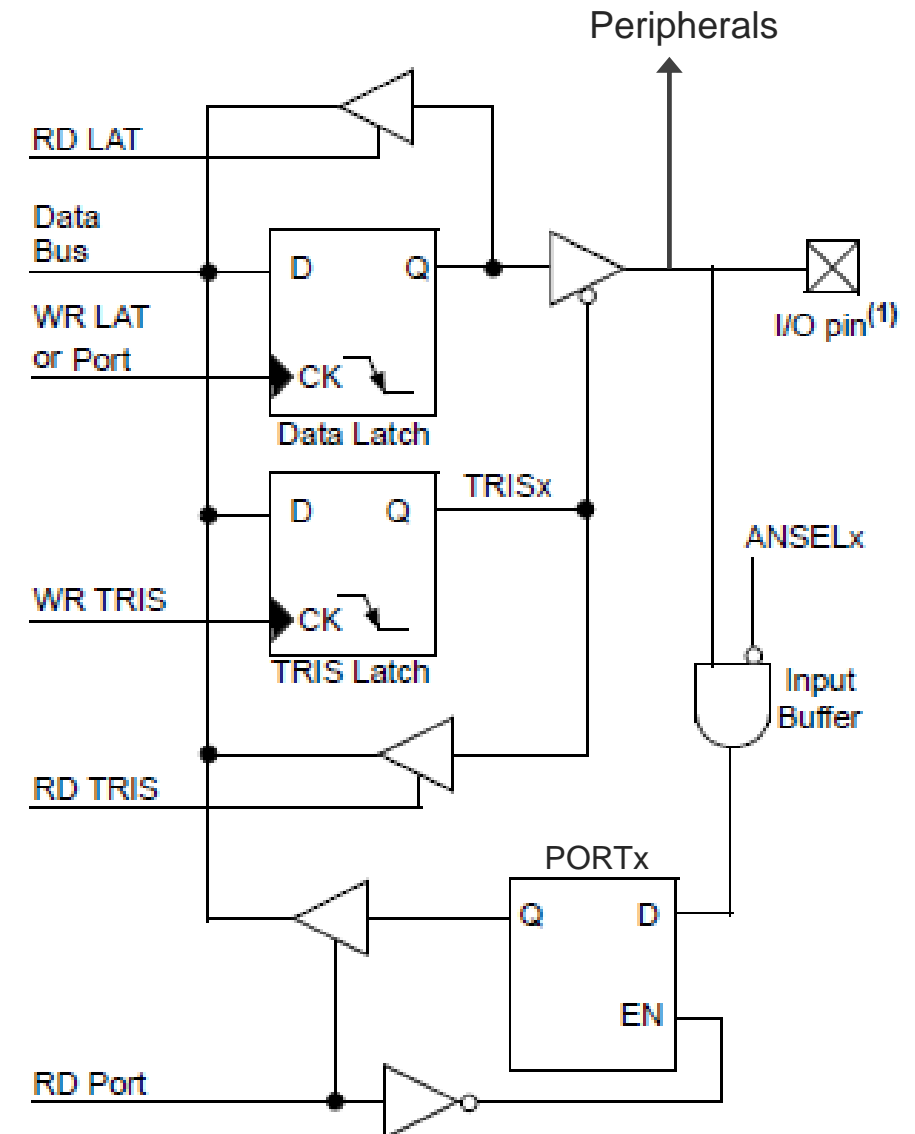 Peripherals
RD LAT
Data
Bus
D Q
I/O pin(1)
WR LAT
or Port
CK
Data Latch
TRISx
D Q
ANSELx
WR TRIS
CK
TRIS Latch
Input
Buffer
RD TRIS
PORTx
Q D
EN
RD Port